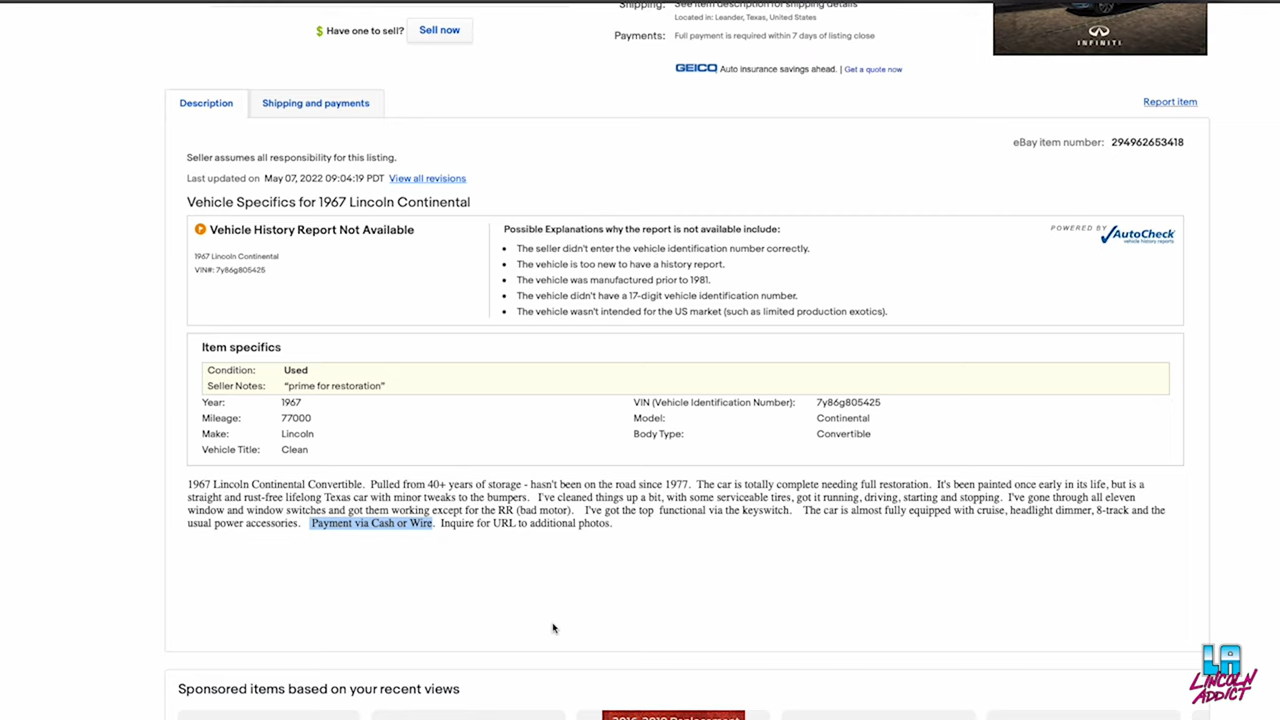 Shipping: See item description for shipping details
Located in: Leander, Texas, United States
$ Have one to sell? Sell now
Payments: Full payment is required within 7 days of listing close
INFINITI
GEICO Auto insurance savings ahead. | Get a quote now
Description Shipping and payments
Report item
eBay item number: 294962653418
Seller assumes all responsibility for this listing.
Last updated on May 07, 2022 09:04:19 PDT View all revisions
Vehicle Specifics for 1967 Lincoln Continental
Vehicle History Report Not Available
1967 Lincoln Continental
VIN#: 7y86g805425
Possible Explanations why the report is not available include:
• The seller didn't enter the vehicle identification number correctly.
• The vehicle is too new to have a history report.
• The vehicle was manufactured prior to 1981.
• The vehicle didn't have a 17-digit vehicle identification number.
• The vehicle wasn't intended for the US market (such as limited production exotics).
POWERED BY AutoCheck
vehicle history reports
Item specifics
Condition: Used
Seller Notes: “prime for restoration”
Year: 1967 VIN (Vehicle Identification Number): 7y86g805425
Mileage: 77000 Model: Continental
Make: Lincoln Body Type: Convertible
Vehicle Title: Clean
1967 Lincoln Continental Convertible. Pulled from 40+ years of storage - hasn't been on the road since 1977. The car is totally complete needing full restoration. It's been painted once early in its life, but is a
straight and rust-free lifelong Texas car with minor tweaks to the bumpers. I've cleaned things up a bit, with some serviceable tires, got it running, driving, starting and stopping. I've gone through all eleven
window and window switches and got them working except for the RR (bad motor). I've got the top functional via the keyswitch. The car is almost fully equipped with cruise, headlight dimmer, 8-track and the
usual power accessories. Payment via Cash or Wire. Inquire for URL to additional photos.
Sponsored items based on your recent views
2016-2019 Replacement
LA
LINCOLN
ADDICT